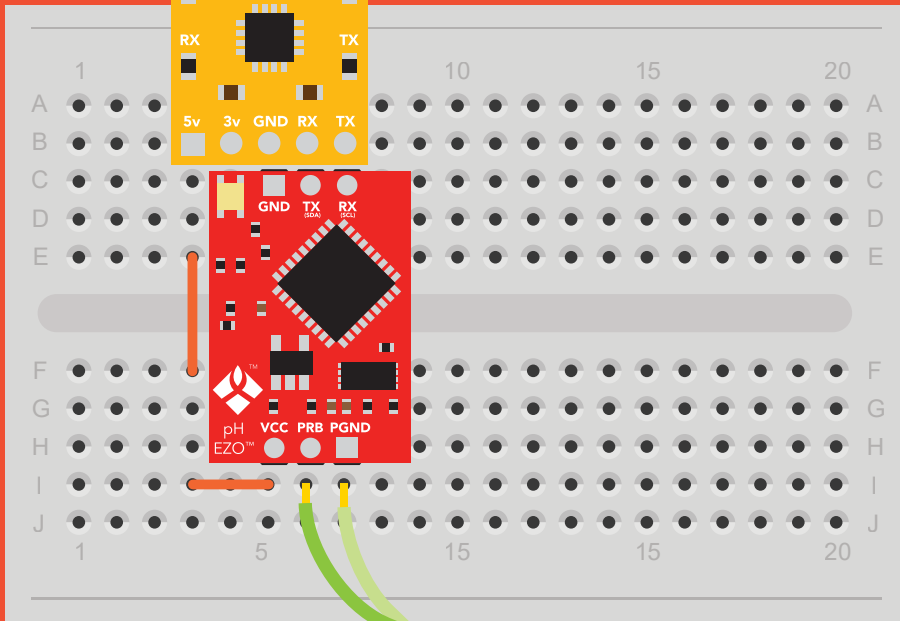 RX TX
1 10 15 20
A A
5v 3v GND RX TX
B B
C C
GND TX RX
(SDA) (SCL)
D D
E E
F TM F
G G
VCC PRB PGND
pH
H H
EZO™
I I
J J
1 5 15 15 20